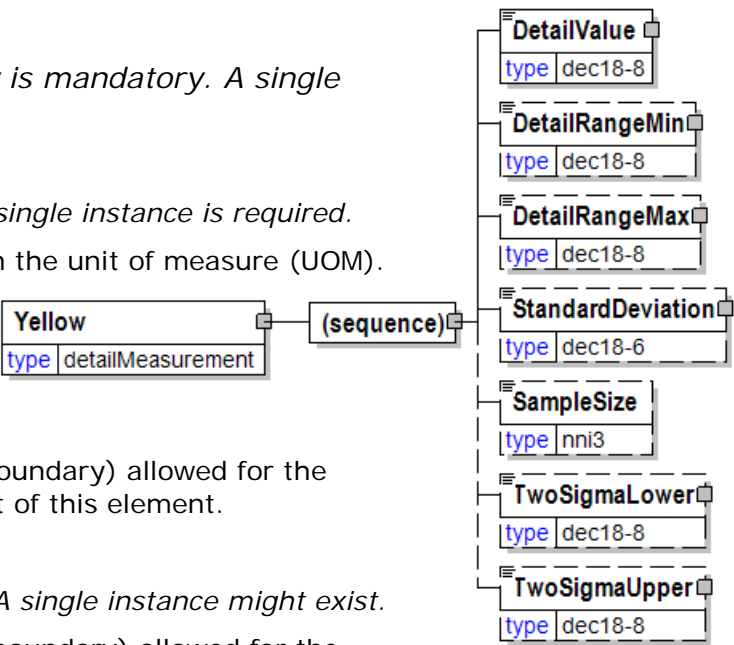 is mandatory. A single
single instance is required.
the unit of measure (UOM).
oundary) allowed for the
of this element.
A single instance might exist.
oundary) allowed for the
Yellow
type detailMeasurement
(sequence)
DetailValue
type dec18-8
DetailRangeMin
type dec18-8
DetailRangeMax
type dec18-8
StandardDeviation
type dec18-6
SampleSize
type nni3
TwoSigmaLower
type dec18-8
TwoSigmaUpper
type dec18-8